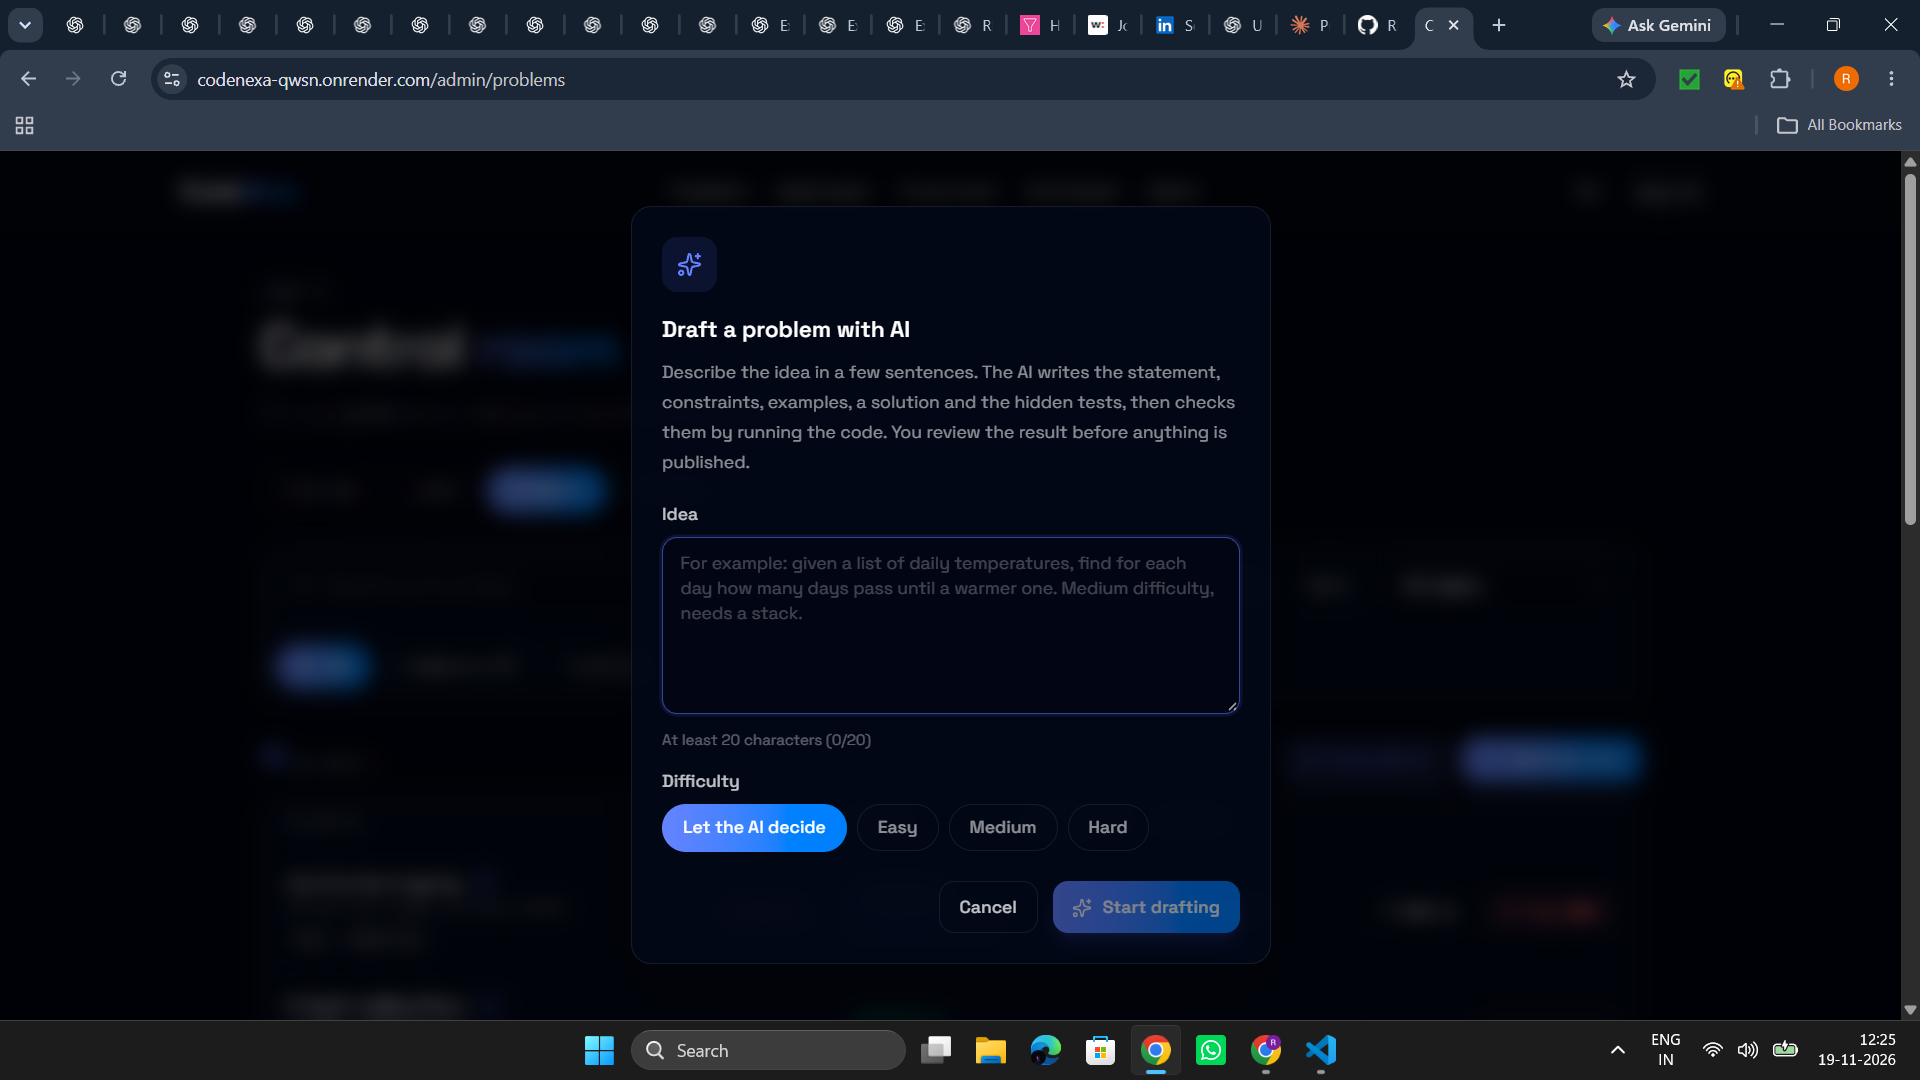 E
E
E
R
H
w:
Jc
in
S
U
P
R
C
Ask Gemini
codenexa-qwsn.onrender.com/admin/problems
R
All Bookmarks
Control
Draft a problem with AI
Describe the idea in a few sentences. The AI writes the statement,
constraints, examples, a solution and the hidden tests, then checks
them by running the code. You review the result before anything is
published.
Idea
For example: given a list of daily temperatures, find for each
day how many days pass until a warmer one. Medium difficulty,
needs a stack.
At least 20 characters (0/20)
Difficulty
Let the AI decide
Easy
Medium
Hard
Cancel
Start drafting
Search
R
ENG
IN
12:25
19-11-2026